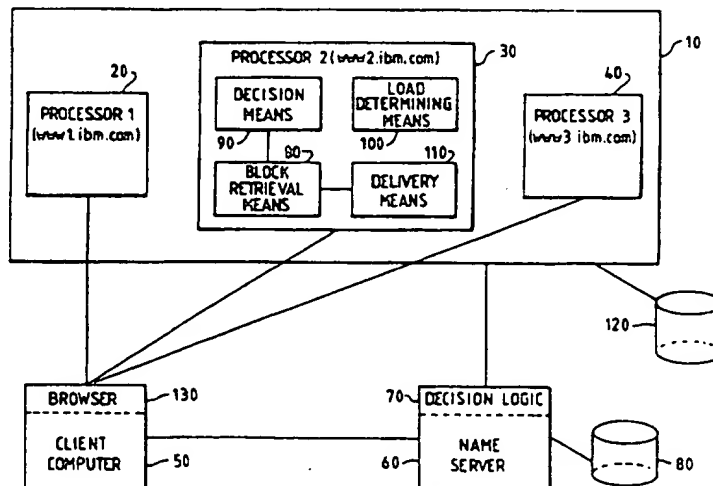 10
PROCESSOR 2 (www2.ibm.com)
30
20
PROCESSOR 1
(www1.ibm.com)
DECISION
MEANS
90
LOAD
DETERMINING
MEANS
100
40
PROCESSOR 3
(www3 ibm.com)
80
BLOCK
RETRIEVAL
MEANS
110
DELIVERY
MEANS
120
BROWSER
130
CLIENT
COMPUTER
50
70
DECISION LOGIC
60
NAME
SERVER
80